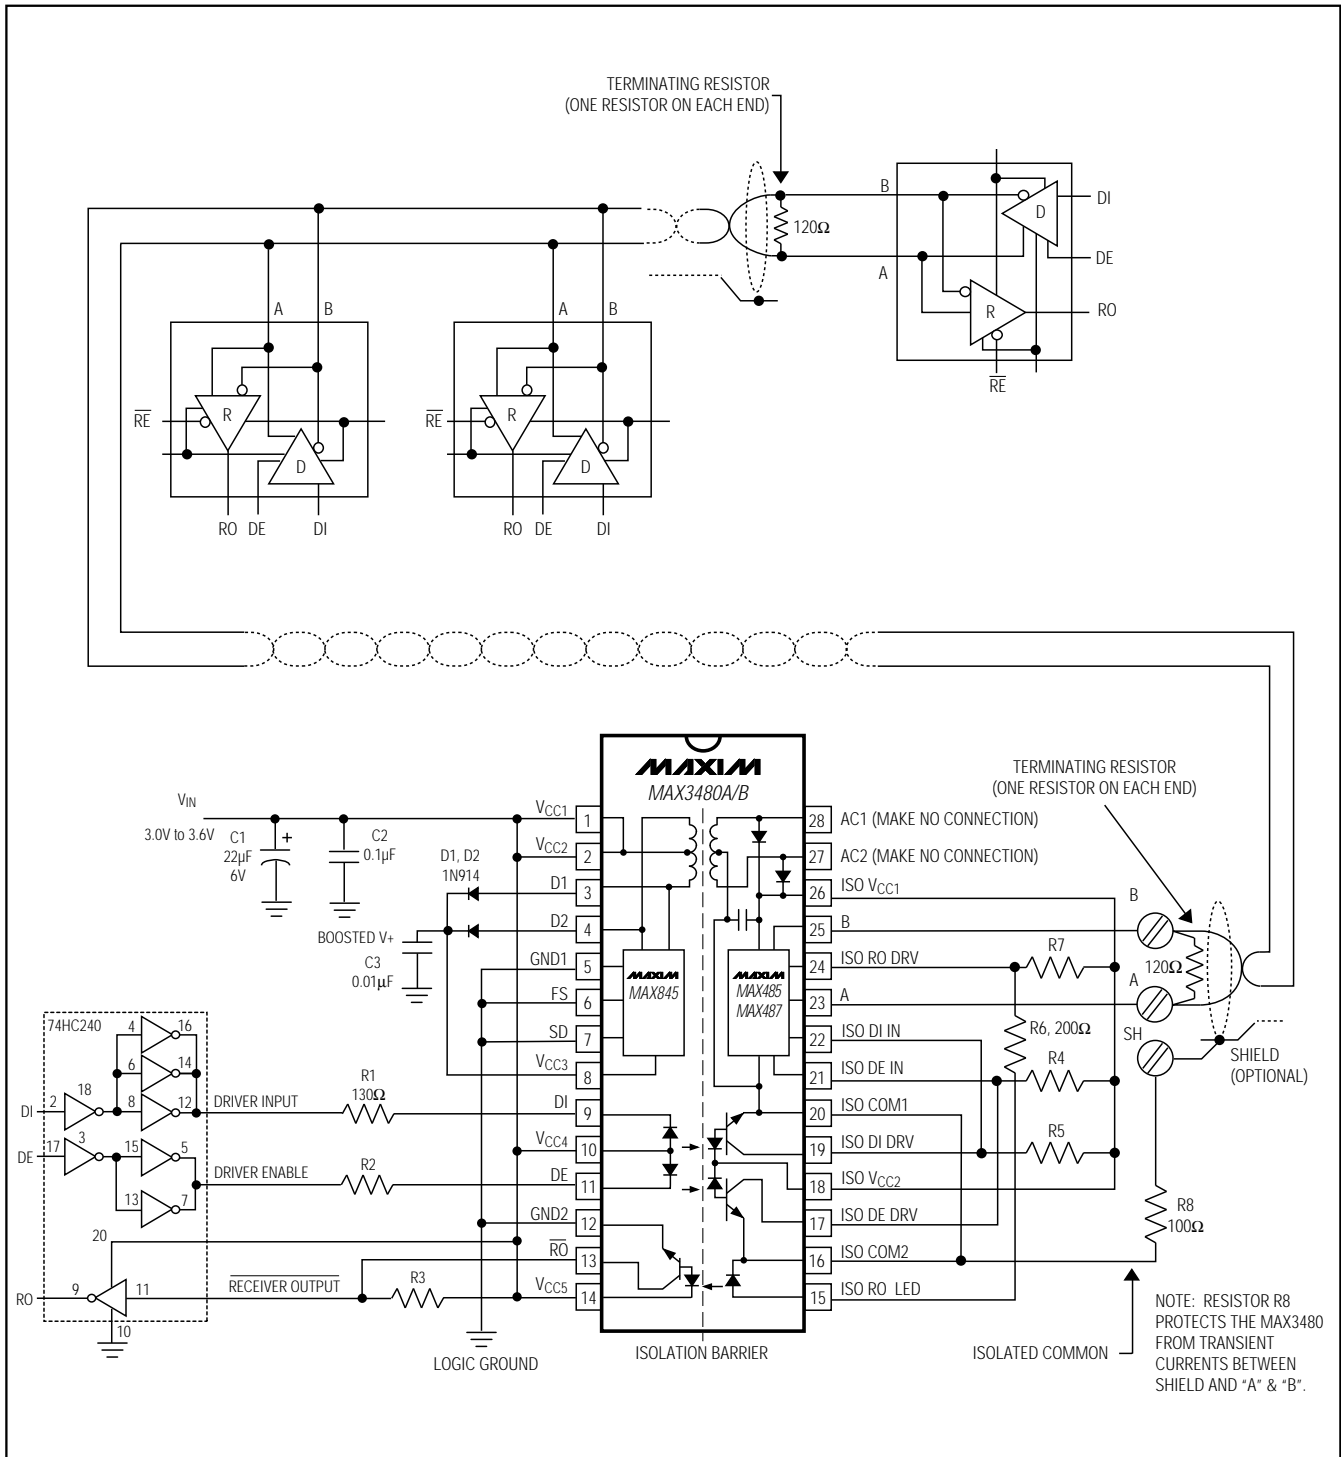 TERMINATING RESISTOR
(ONE RESISTOR ON EACH END)
120Ω
B
A
D
R
DI
DE
RO
RE
A
B
RE
R
D
RO DE DI
A
B
RE
R
D
RO DE DI
MAXIM
MAX3480A/B
VIN
3.0V to 3.6V
C1
22µF
6V
+
C2
0.1µF
D1, D2
1N914
BOOSTED V+
C3
0.01µF
VCC1
1
VCC2
2
D1
3
D2
4
GND1
5
FS
6
SD
7
VCC3
8
DI
9
VCC4
10
DE
11
GND2
12
RO
13
VCC5
14
MAXIM
MAX845
MAXIM
MAX485
MAX487
28 AC1 (MAKE NO CONNECTION)
27 AC2 (MAKE NO CONNECTION)
26 ISO VCC1
25 B
24 ISO RO DRV
23 A
22 ISO DI IN
21 ISO DE IN
20 ISO COM1
19 ISO DI DRV
18 ISO VCC2
17 ISO DE DRV
16 ISO COM2
15 ISO RO LED
74HC240
DI
2
18
4
16
6
14
8
12
DRIVER INPUT
R1
130Ω
DE
17
3
15
5
13
7
DRIVER ENABLE
R2
20
RO
9
11
10
RECEIVER OUTPUT
R3
LOGIC GROUND
ISOLATION BARRIER
R7
R6, 200Ω
R4
R5
TERMINATING RESISTOR
(ONE RESISTOR ON EACH END)
B
120Ω
A
SH
SHIELD
(OPTIONAL)
R8
100Ω
ISOLATED COMMON
NOTE: RESISTOR R8
PROTECTS THE MAX3480
FROM TRANSIENT
CURRENTS BETWEEN
SHIELD AND "A" & "B".